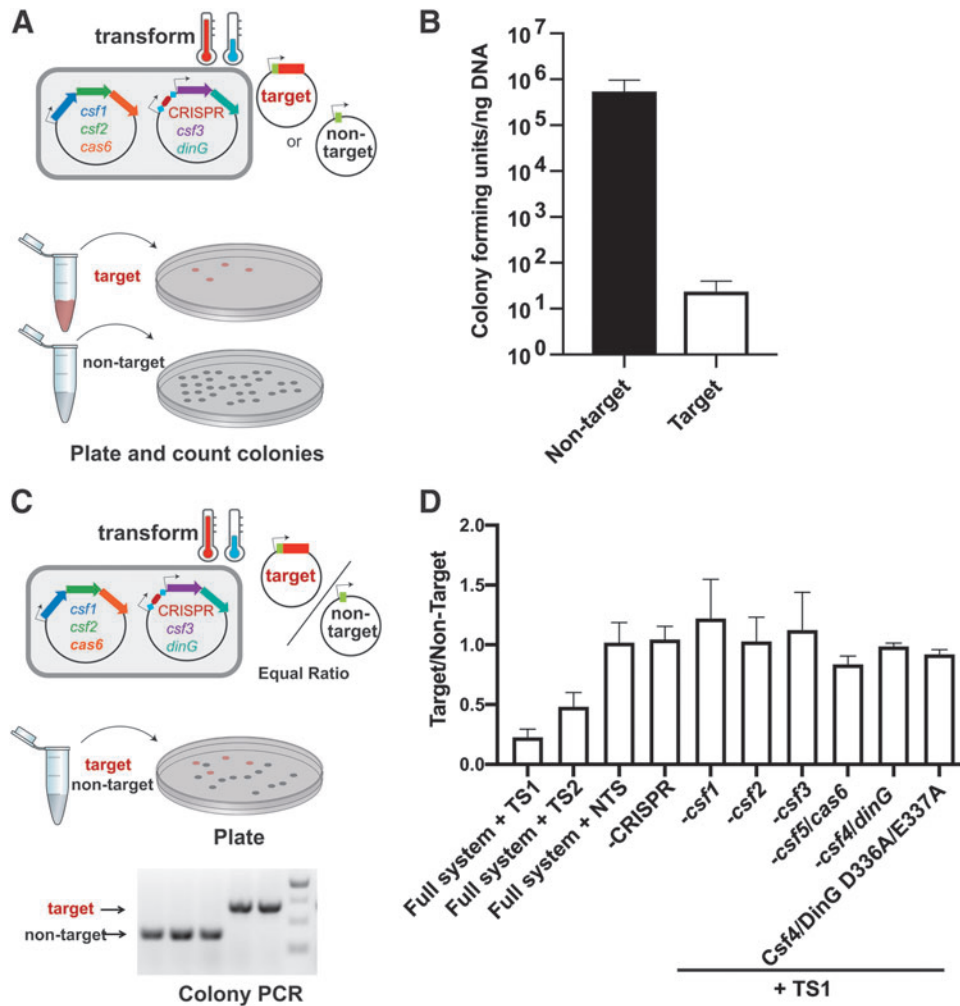 A
transform
csf1
csf2
cas6
CRISPR
csf3
dinG
target
or
non-
target
target
non-target
Plate and count colonies
B
Colony forming units/ng DNA
10^7
10^6
10^5
10^4
10^3
10^2
10^1
10^0
Non-target
Target
C
transform
csf1
csf2
cas6
CRISPR
csf3
dinG
target
non-
target
Equal Ratio
target
non-target
Plate
target
non-target
Colony PCR
D
Target/Non-Target
2.0
1.5
1.0
0.5
0.0
Full system + TS1
Full system + TS2
Full system + NTS
-CRISPR
-csf1
-csf2
-csf3
-csf5/cas6
-csf4/dinG
Csf4/DinG D336A/E337A
+ TS1